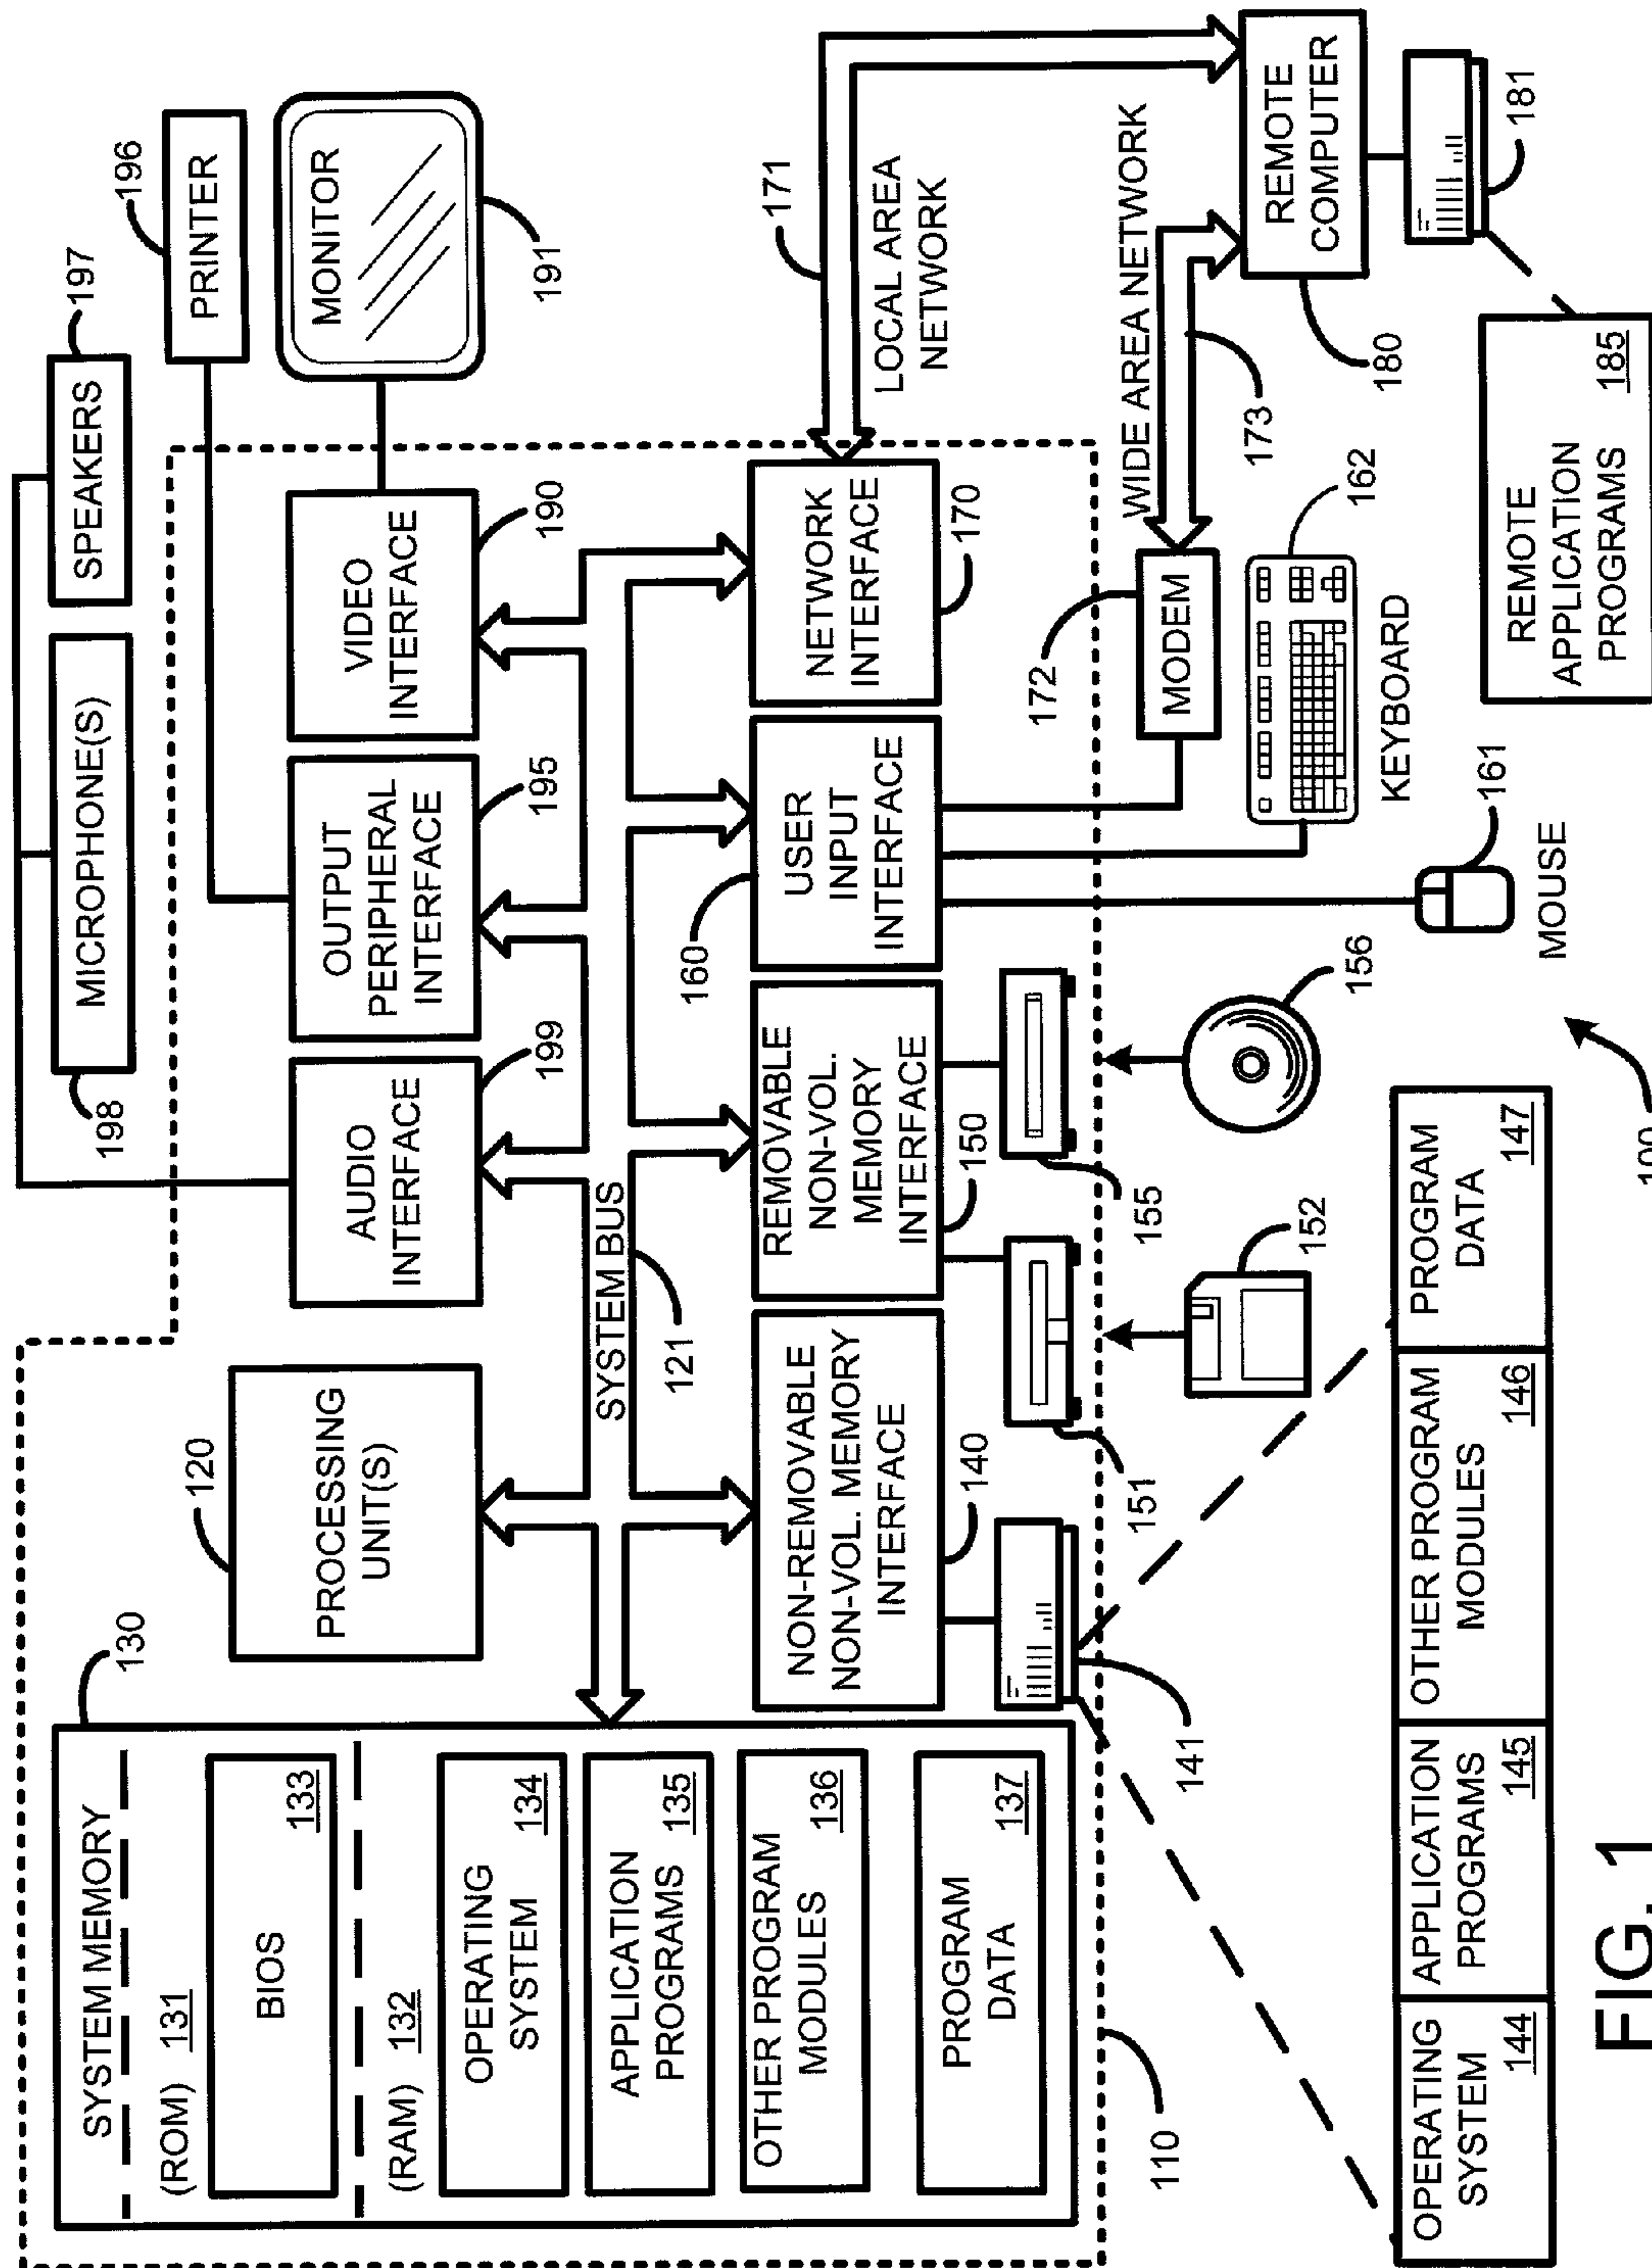 SYSTEM MEMORY
130
(ROM) 131
BIOS
133
(RAM) 132
OPERATING
SYSTEM
134
APPLICATION
PROGRAMS
135
OTHER PROGRAM
MODULES
136
PROGRAM
DATA
137
110
120
PROCESSING
UNIT(S)
SYSTEM BUS
121
198
MICROPHONE(S)
SPEAKERS
197
196
PRINTER
AUDIO
INTERFACE
199
OUTPUT
PERIPHERAL
INTERFACE
195
VIDEO
INTERFACE
190
MONITOR
191
NON-REMOVABLE
NON-VOL. MEMORY
INTERFACE
140
REMOVABLE
NON-VOL.
MEMORY
INTERFACE
150
160
USER
INPUT
INTERFACE
NETWORK
INTERFACE
170
171
LOCAL AREA
NETWORK
141
151
155
152
156
172
MODEM
WIDE AREA NETWORK
173
162
KEYBOARD
161
MOUSE
REMOTE
COMPUTER
180
181
REMOTE
APPLICATION
PROGRAMS
185
OPERATING
SYSTEM
144
APPLICATION
PROGRAMS
145
OTHER PROGRAM
MODULES
146
PROGRAM
DATA
147
FIG. 1